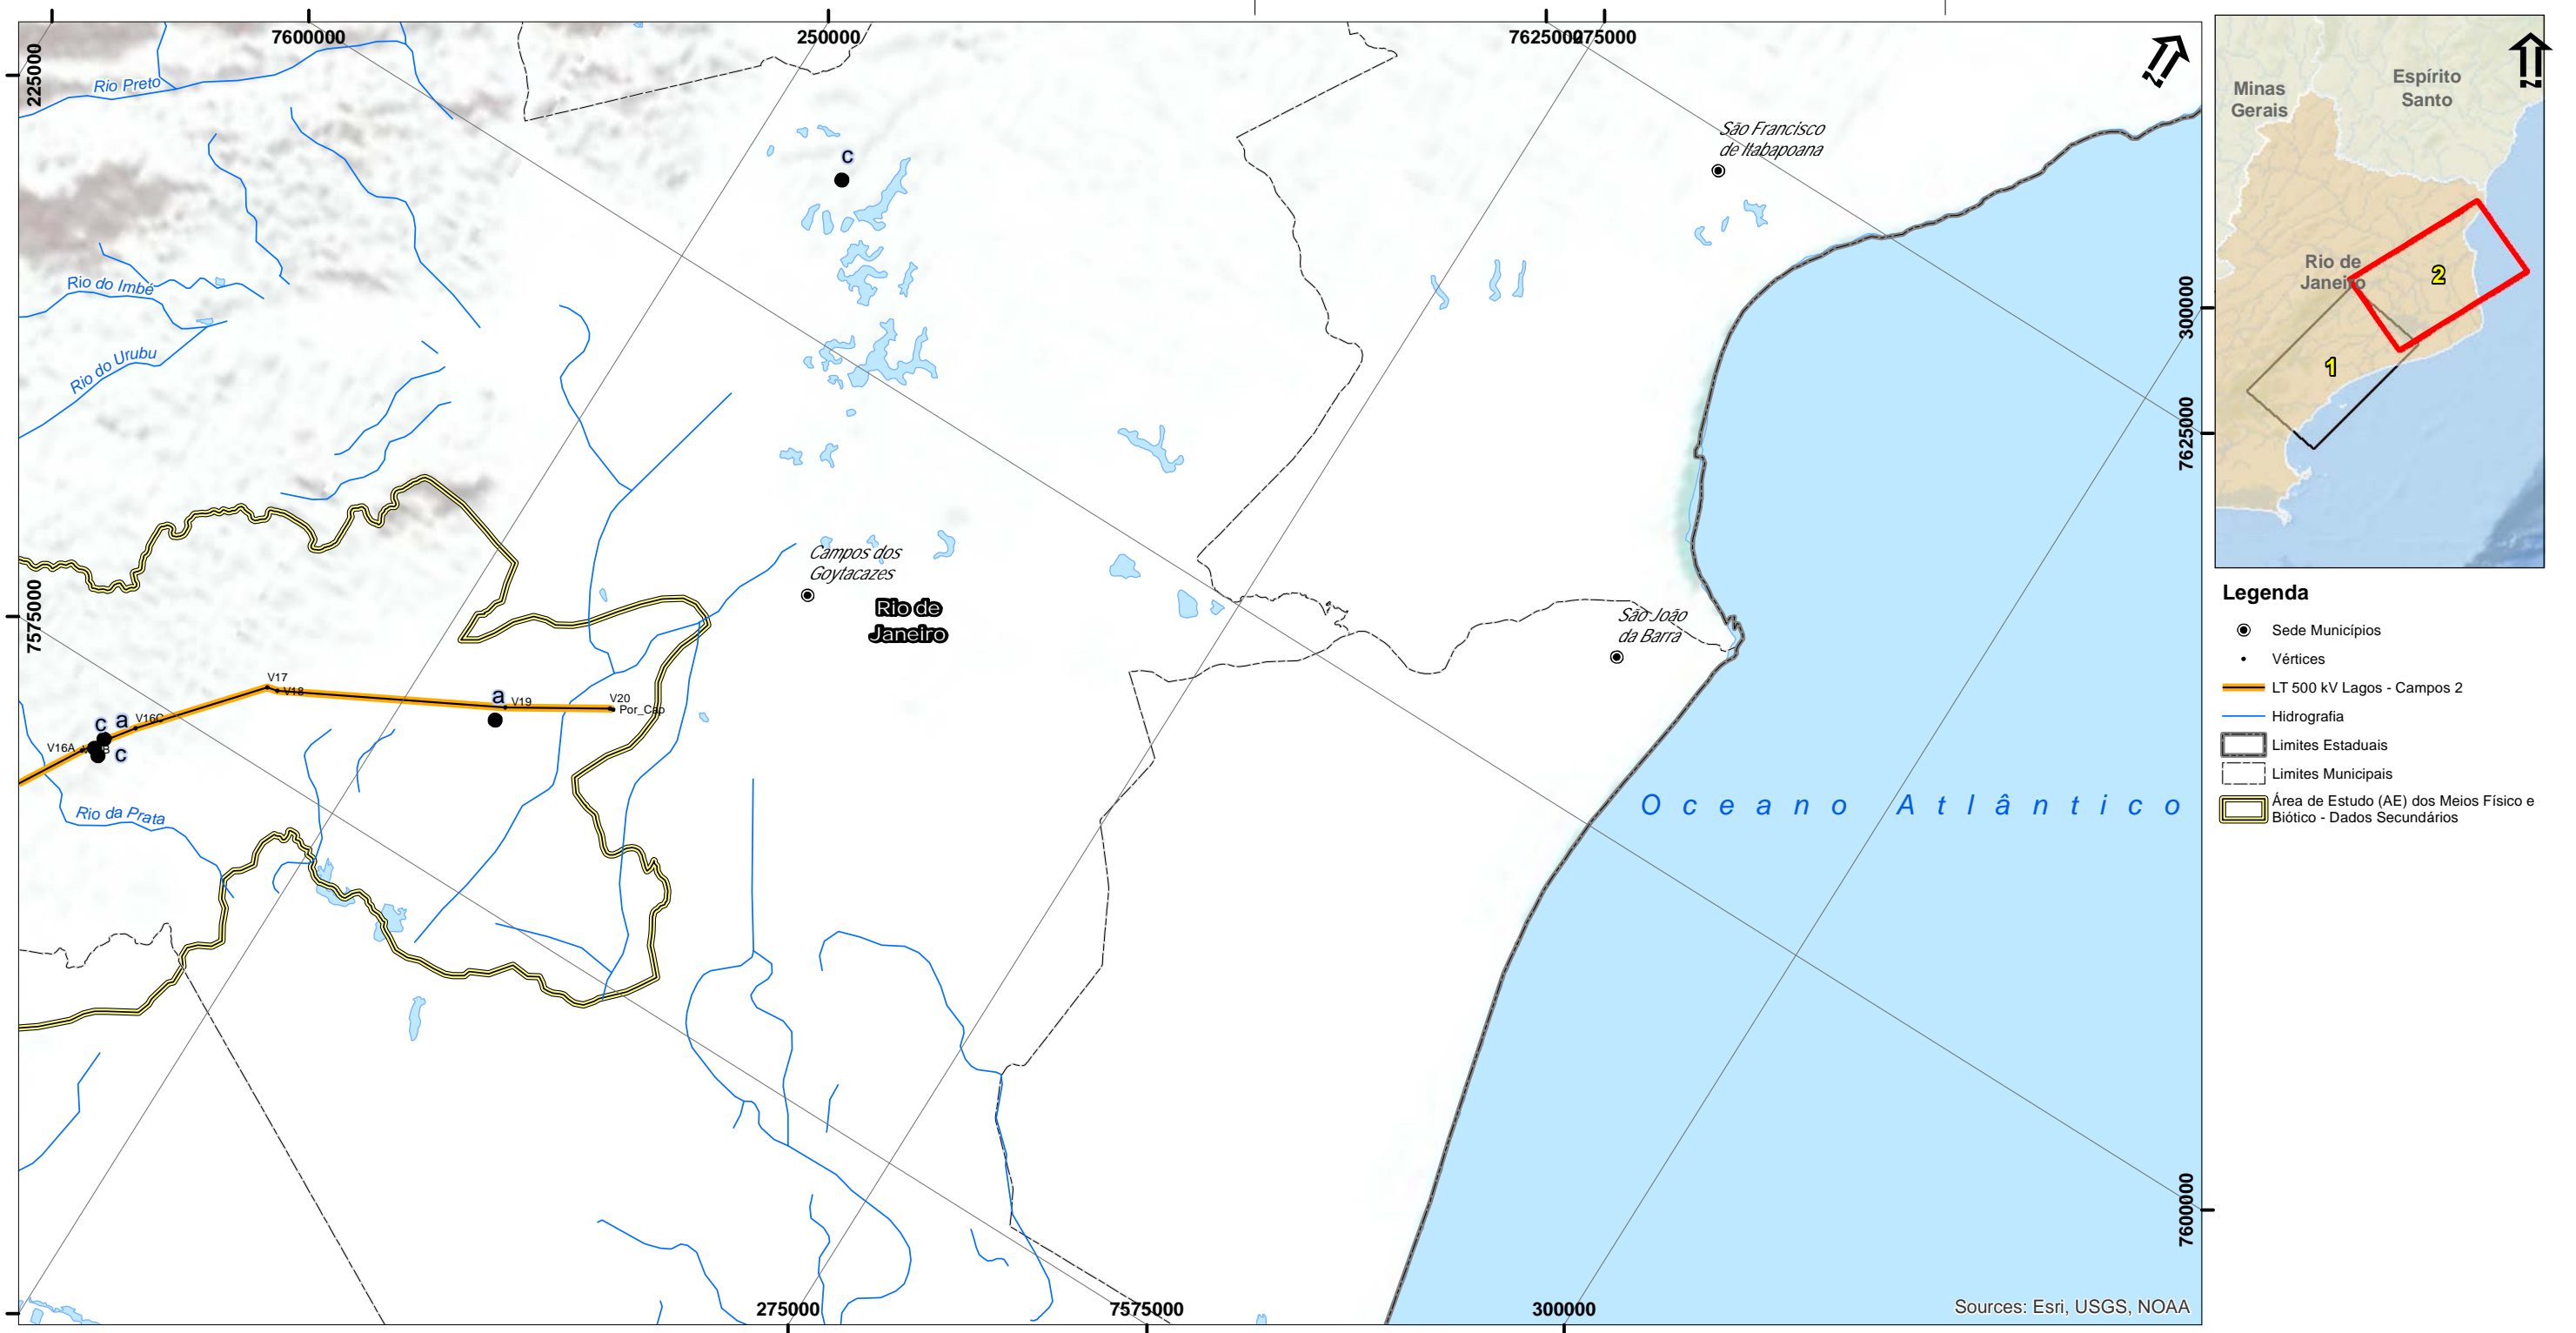 7600000
250000
7625000
275000
225000
Rio Preto
c
São Francisco
de Itabapoana
Rio do Imbé
Rio do Urubu
300000
7625000
Campos dos
Goytacazes
Rio de
Janeiro
7575000
São João
da Barra
V17
V18
a
V19
V20
Por_Cap
c
a
V16C
V16A
c
Rio da Prata
Oceano Atlântico
7600000
275000
7575000
300000
Sources: Esri, USGS, NOAA
N
Minas
Gerais
Espírito
Santo
N
Rio de
Janeiro
2
1
Legenda
Sede Municípios
Vértices
LT 500 kV Lagos - Campos 2
Hidrografia
Limites Estaduais
Limites Municipais
Área de Estudo (AE) dos Meios Físico e
Biótico - Dados Secundários